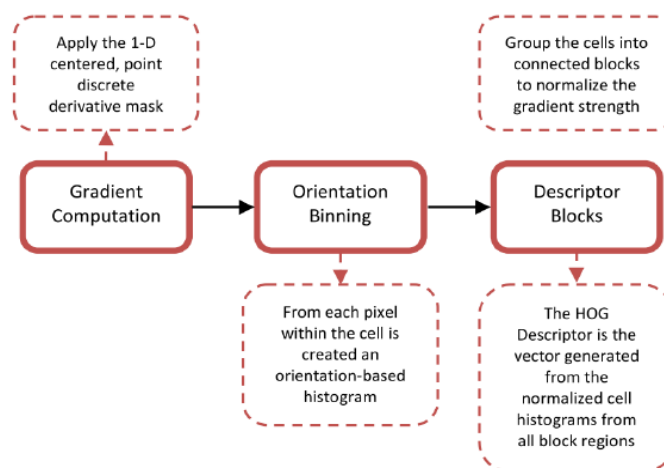 Apply the 1-D
centered, point
discrete
derivative mask
Group the cells into
connected blocks
to normalize the
gradient strength
Gradient
Computation
Orientation
Binning
Descriptor
Blocks
From each pixel
within the cell is
created an
orientation-based
histogram
The HOG
Descriptor is the
vector generated
from the
normalized cell
histograms from
all block regions